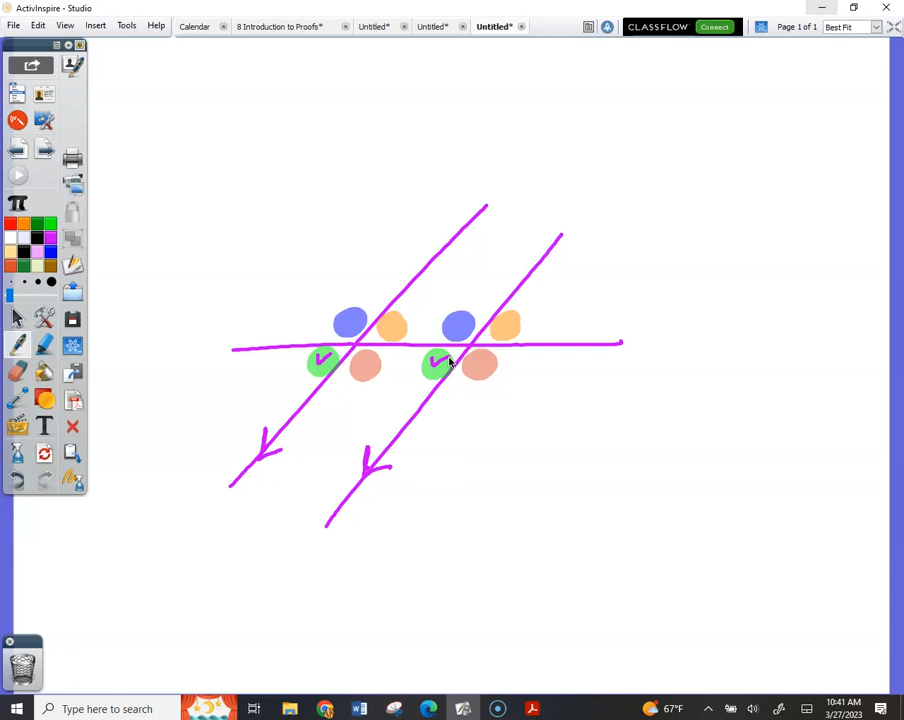 ActivInspire - Studio
File Edit View Insert Tools Help
Calendar 8 Introduction to Proofs* Untitled* Untitled* Untitled*
CLASSFLOW Connect
Page 1 of 1 Best Fit
T
Type here to search
67°F
10:41 AM
3/27/2023